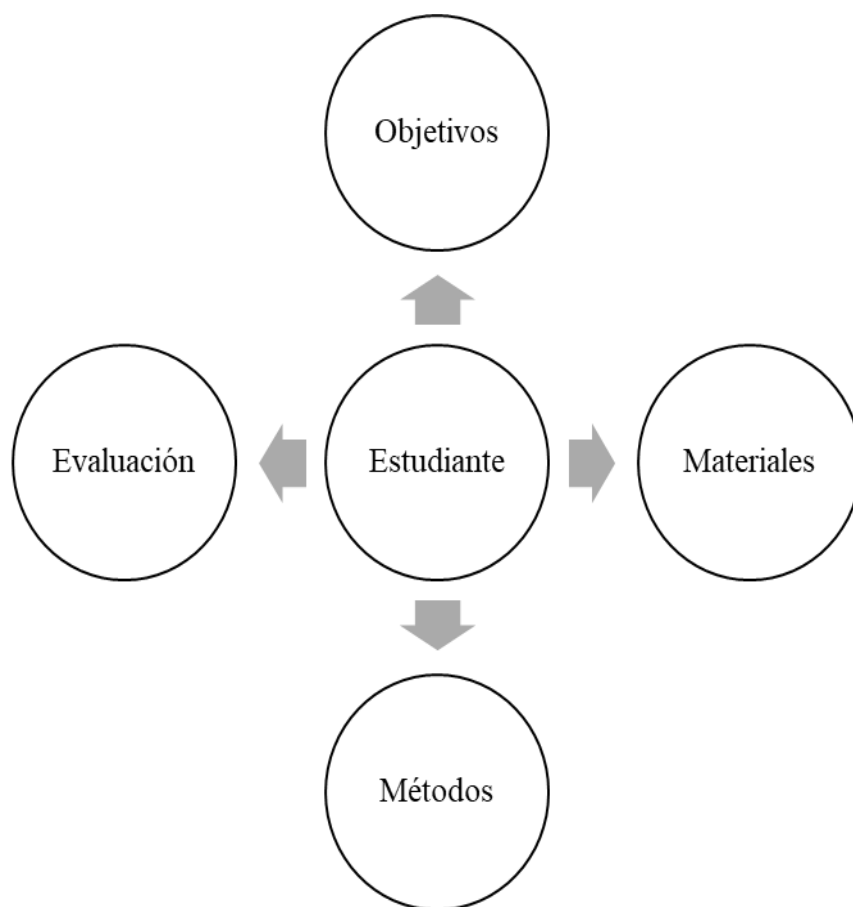 Objetivos
Evaluación
Estudiante
Materiales
Métodos